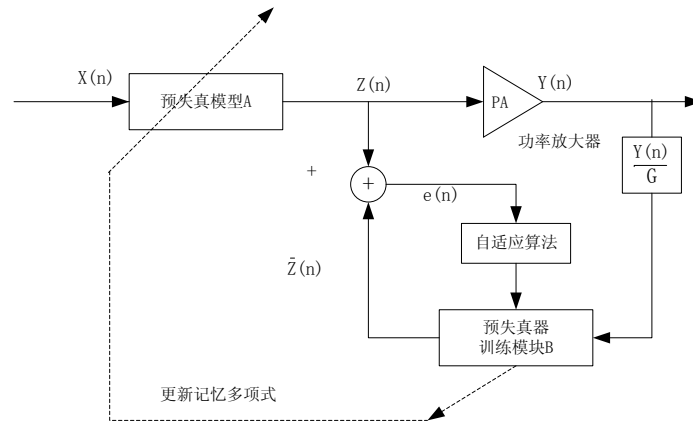 X(n)
预失真模型A
Z(n)
PA
Y(n)
功率放大器
Y(n)
G
+
+
e(n)
自适应算法
Z̄(n)
预失真器
训练模块B
更新记忆多项式